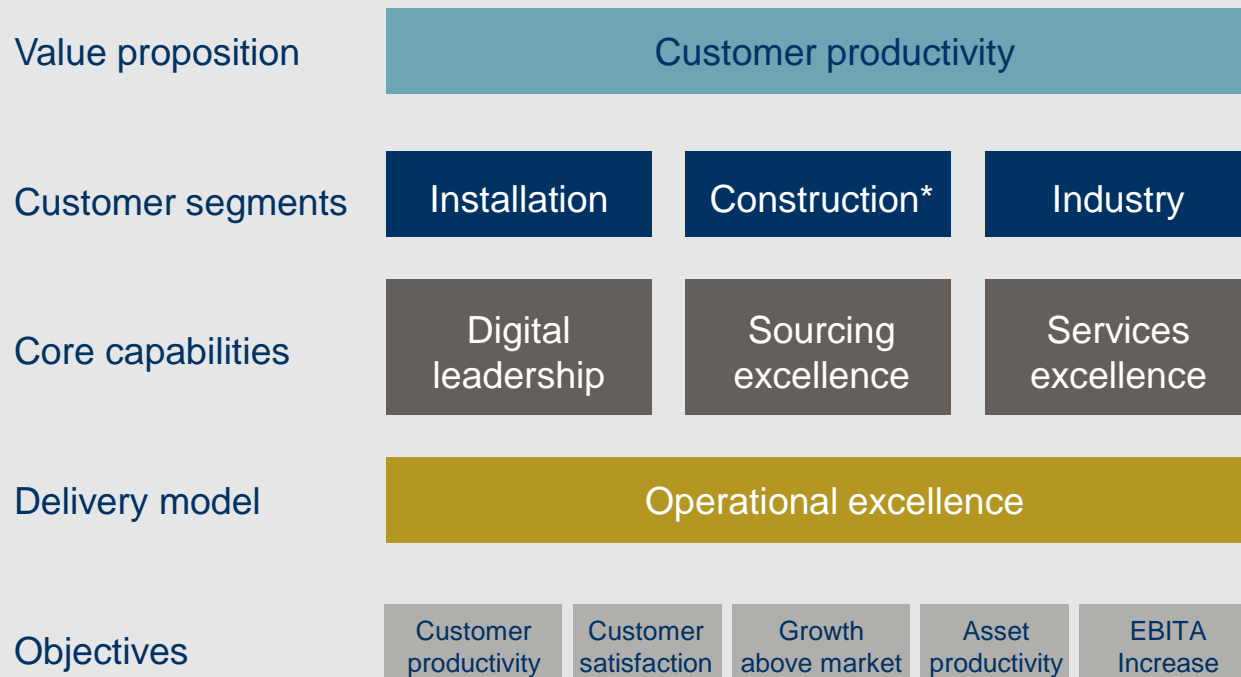 Value proposition
Customer productivity
Customer segments
Installation
Construction*
Industry
Core capabilities
Digital
leadership
Sourcing
excellence
Services
excellence
Delivery model
Operational excellence
Objectives
Customer
productivity
Customer
satisfaction
Growth
above market
Asset
productivity
EBITA
Increase